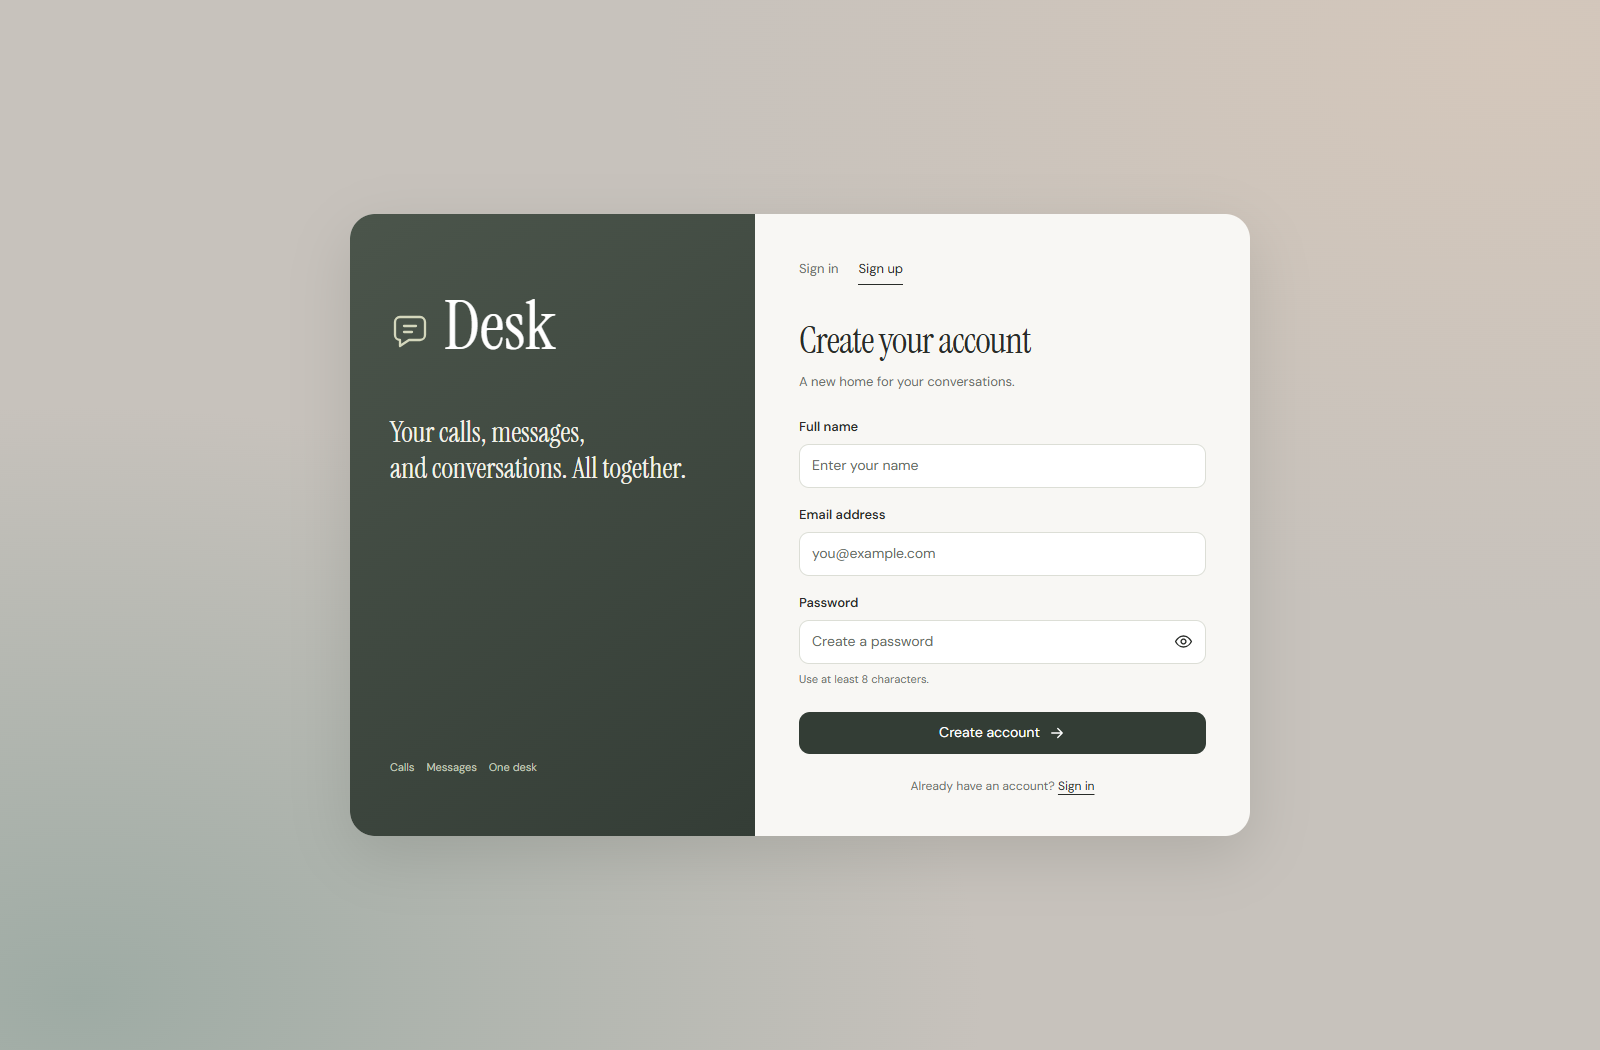 Desk
Your calls, messages,
and conversations. All together.
Calls Messages One desk
Sign in Sign up
Create your account
A new home for your conversations.
Full name
Enter your name
Email address
you@example.com
Password
Create a password
Use at least 8 characters.
Create account
Already have an account? Sign in